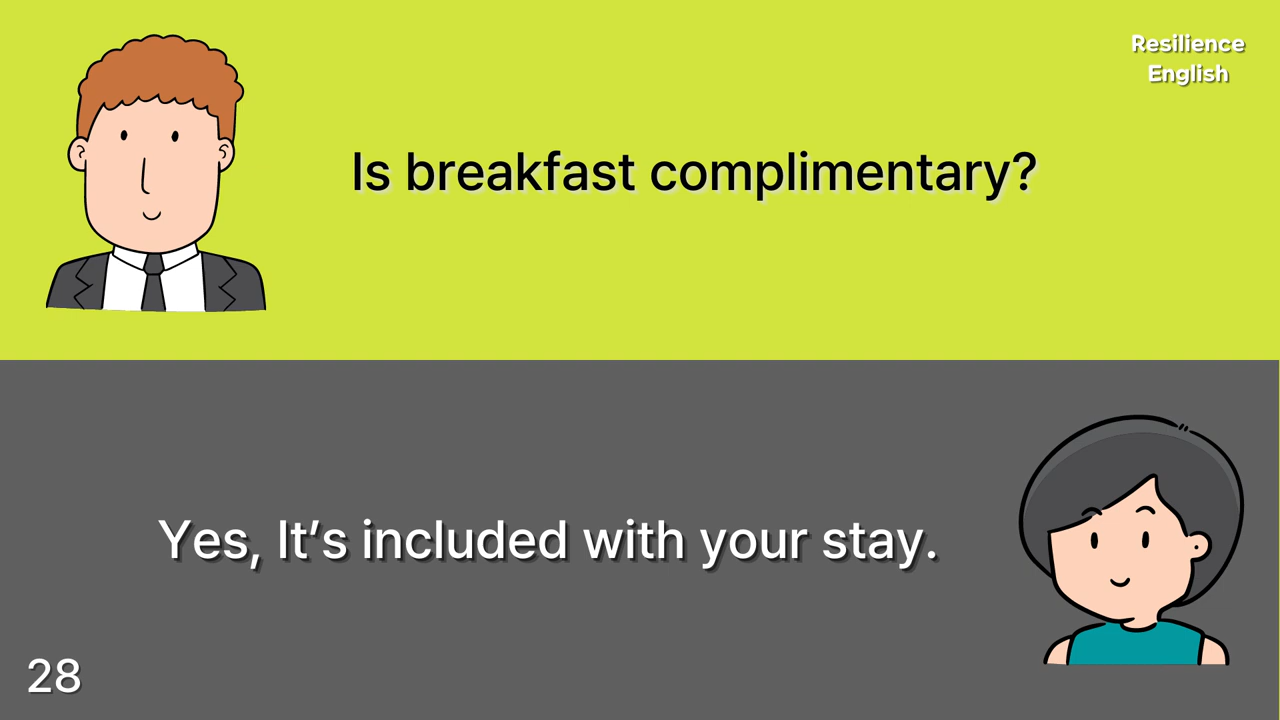 Resilience
English
Is breakfast complimentary?
Yes, It’s included with your stay.
28